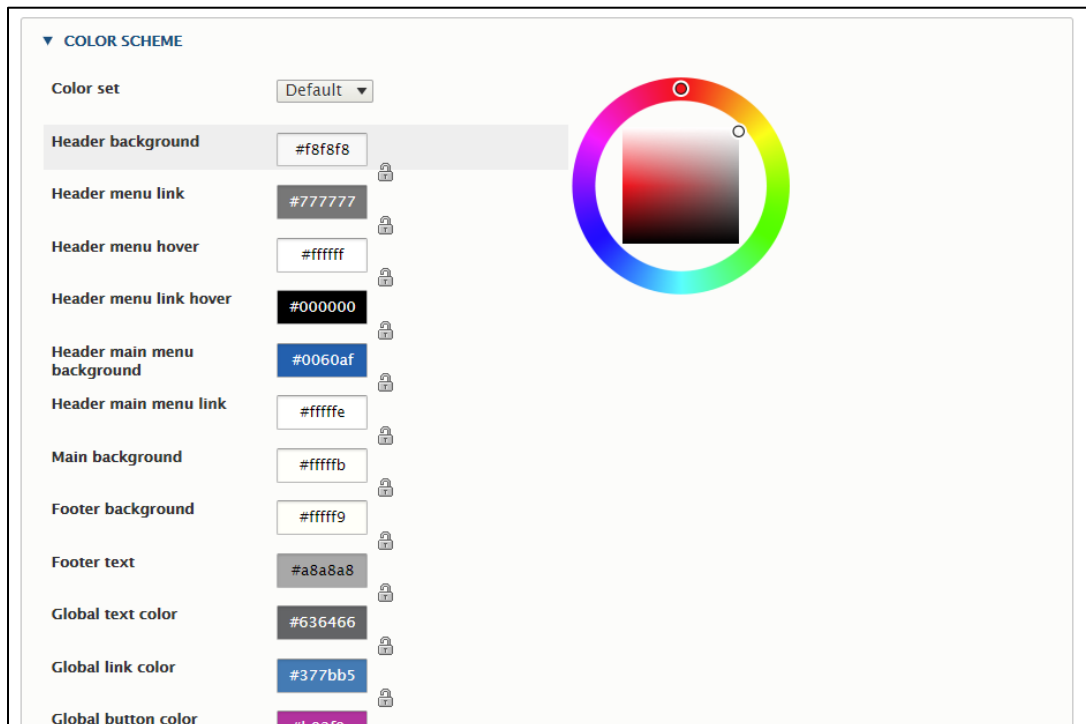 COLOR SCHEME
Color set
Default
Header background
#f8f8f8
Header menu link
#777777
Header menu hover
#ffffff
Header menu link hover
#000000
Header main menu
background
#0060af
Header main menu link
#fffffe
Main background
#fffffb
Footer background
#fffff9
Footer text
#a8a8a8
Global text color
#636466
Global link color
#377bb5
Global button color